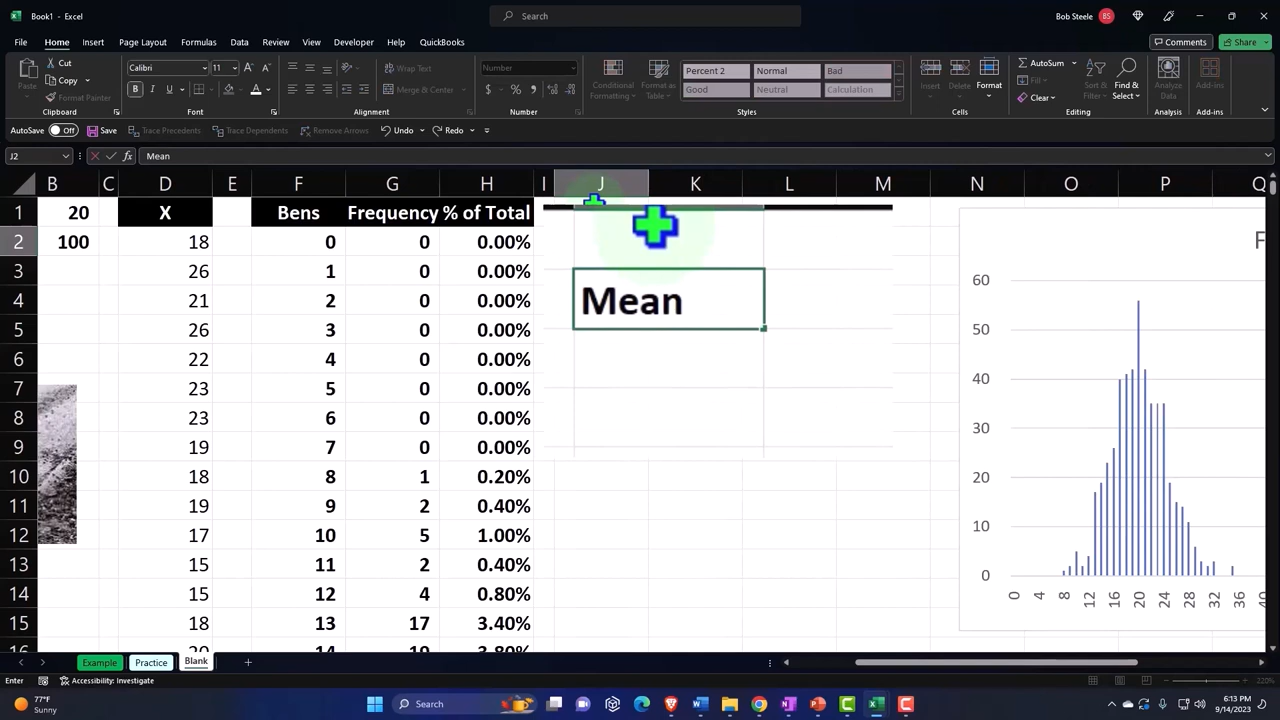 Book1 - Excel
Search
Bob Steele
BS
File
Home
Insert
Page Layout
Formulas
Data
Review
View
Developer
Help
QuickBooks
Comments
Share
Paste
Cut
Copy
Format Painter
Clipboard
Calibri
11
Font
Wrap Text
Merge & Center
Alignment
Number
Number
Conditional Formatting
Format as Table
Percent 2
Normal
Bad
Good
Neutral
Calculation
Styles
Insert
Delete
Format
Cells
AutoSum
Fill
Clear
Sort & Filter
Find & Select
Editing
Analyze Data
Analysis
Add-ins
Add-ins
AutoSave Off
Save
Trace Precedents
Trace Dependents
Remove Arrows
Undo
Redo
J2
fx
Mean
B C D E F G H I J K L M N O P Q
1 20 X Bens Frequency % of Total
2 100 18 0 0 0.00%
3 26 1 0 0.00%
4 21 2 0 0.00%
5 26 3 0 0.00%
6 22 4 0 0.00%
7 23 5 0 0.00%
8 23 6 0 0.00%
9 19 7 0 0.00%
10 18 8 1 0.20%
11 19 9 2 0.40%
12 17 10 5 1.00%
13 15 11 2 0.40%
14 15 12 4 0.80%
15 18 13 17 3.40%
Mean
F
60
50
40
30
20
10
0
0 4 8 12 16 20 24 28 32 36
Example
Practice
Blank
Enter
Accessibility: Investigate
220%
77°F
Sunny
Search
6:13 PM
9/14/2023